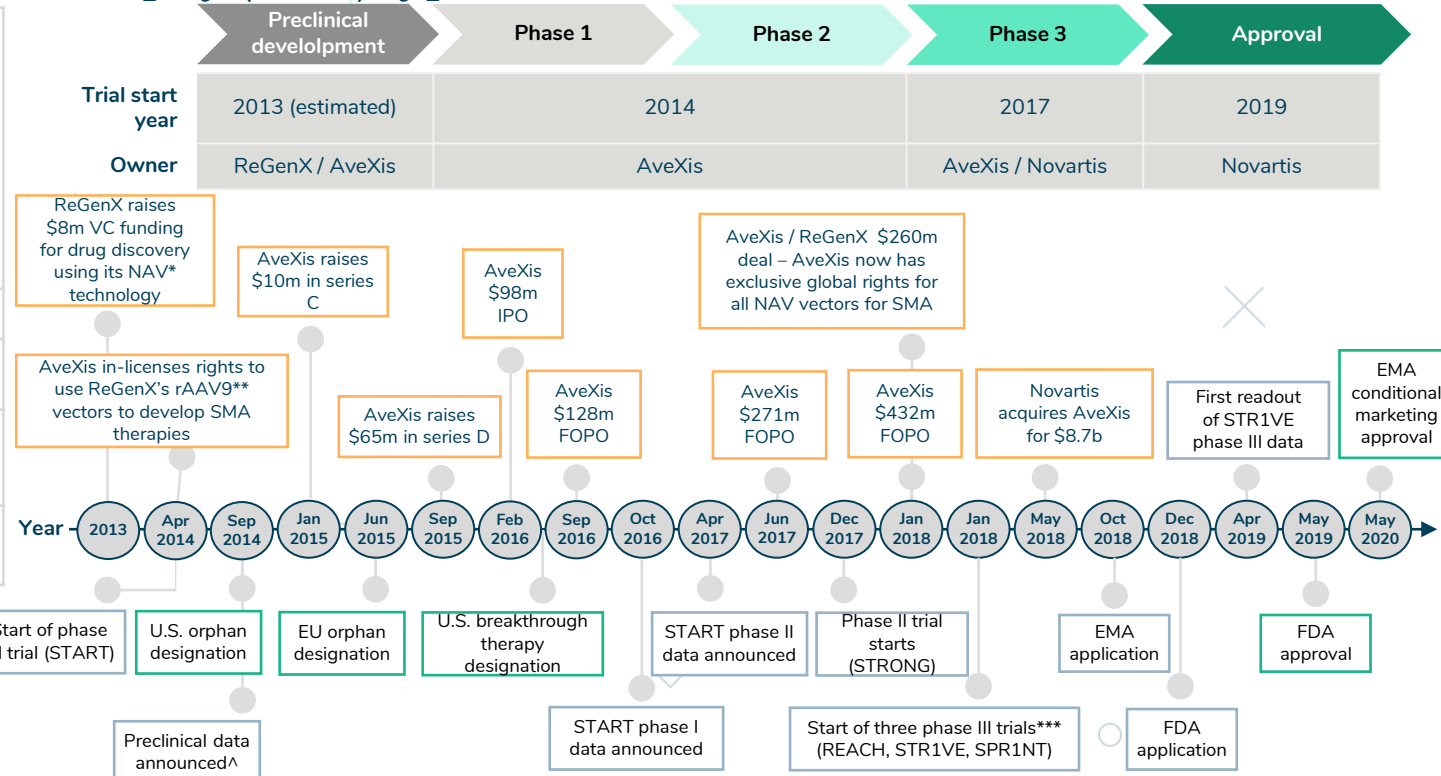 Preclinical
develolpment
Phase 1
Phase 2
Phase 3
Approval
Trial start
year
2013 (estimated)
2014
2017
2019
Owner
ReGenX / AveXis
AveXis
AveXis / Novartis
Novartis
ReGenX raises
$8m VC funding
for drug discovery
using its NAV*
technology
AveXis raises
$10m in series
C
AveXis
$98m
IPO
AveXis / ReGenX $260m
deal – AveXis now has
exclusive global rights for
all NAV vectors for SMA
AveXis in-licenses rights to
use ReGenX's rAAV9**
vectors to develop SMA
therapies
AveXis raises
$65m in series D
AveXis
$128m
FOPO
AveXis
$271m
FOPO
AveXis
$432m
FOPO
Novartis
acquires AveXis
for $8.7b
First readout
of STR1VE
phase III data
EMA
conditional
marketing
approval
Year
2013
Apr
2014
Sep
2014
Jan
2015
Jun
2015
Sep
2015
Feb
2016
Sep
2016
Oct
2016
Apr
2017
Jun
2017
Dec
2017
Jan
2018
Jan
2018
May
2018
Oct
2018
Dec
2018
Apr
2019
May
2019
May
2020
Start of phase
I trial (START)
U.S. orphan
designation
EU orphan
designation
U.S. breakthrough
therapy
designation
START phase II
data announced
Phase II trial
starts
(STRONG)
EMA
application
FDA
approval
Preclinical data
announced^
START phase I
data announced
Start of three phase III trials***
(REACH, STR1VE, SPR1NT)
FDA
application